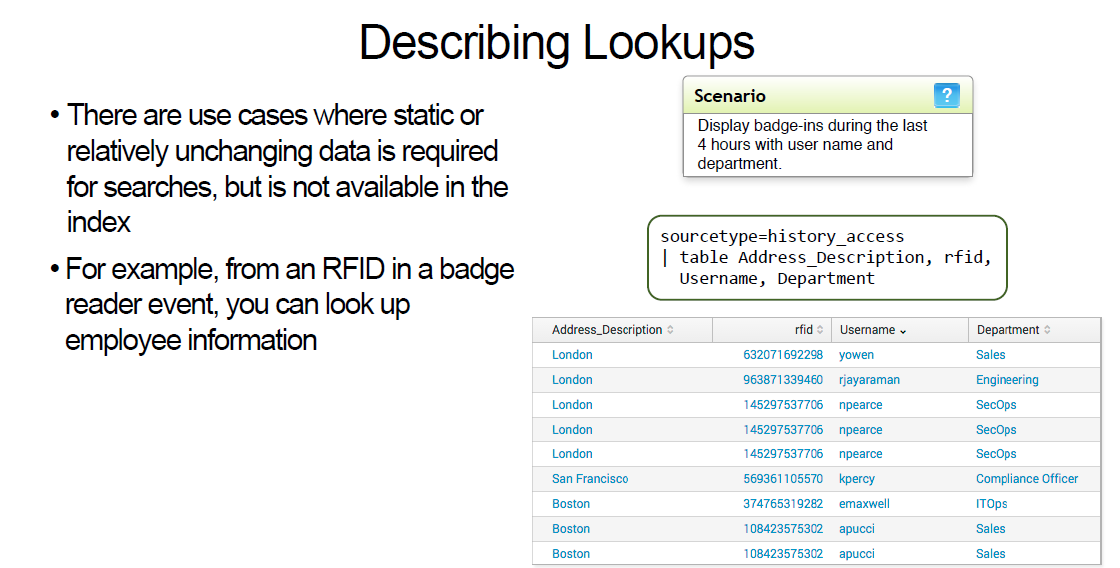 Describing Lookups
• There are use cases where static or
relatively unchanging data is required
for searches, but is not available in the
index
• For example, from an RFID in a badge
reader event, you can look up
employee information
Scenario ?
Display badge-ins during the last
4 hours with user name and
department.
sourcetype=history_access
| table Address_Description, rfid,
Username, Department
Address_Description rfid Username Department
London 632071692298 yowen Sales
London 963871339460 rjayaraman Engineering
London 145297537706 npearce SecOps
London 145297537706 npearce SecOps
London 145297537706 npearce SecOps
San Francisco 569361105570 kpercy Compliance Officer
Boston 374765319282 emaxwell ITOps
Boston 108423575302 apucci Sales
Boston 108423575302 apucci Sales